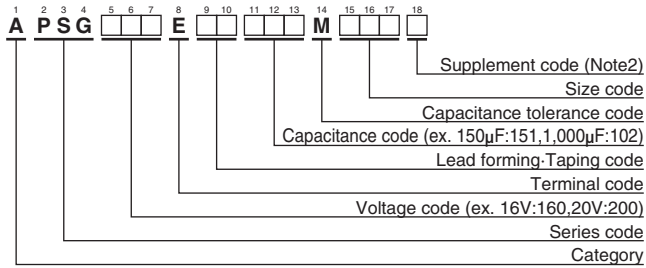 1 2 3 4 5 6 7 8 9 10 11 12 13 14 15 16 17 18
A P S G E M
Supplement code (Note2)
Size code
Capacitance tolerance code
Capacitance code (ex. 150μF:151,1,000μF:102)
Lead forming·Taping code
Terminal code
Voltage code (ex. 16V:160,20V:200)
Series code
Category